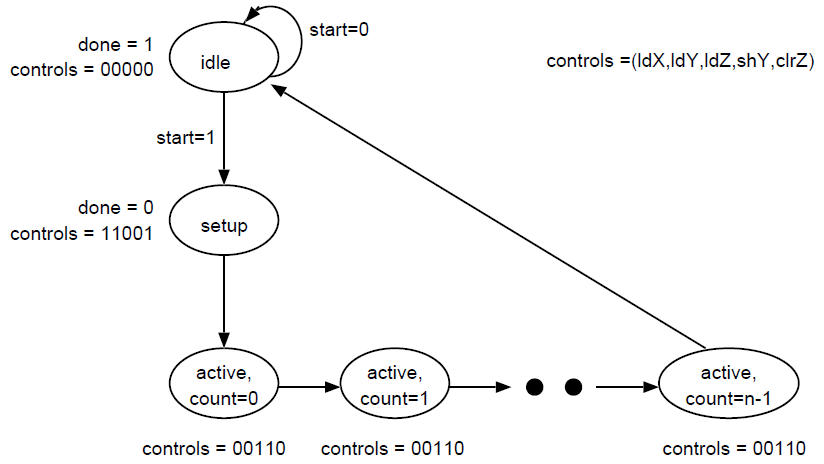 start=0
done = 1
controls = 00000
idle
controls =(ldX,ldY,ldZ,shY,clrZ)
start=1
done = 0
controls = 11001
setup
active,
count=0
active,
count=1
active,
count=n-1
controls = 00110
controls = 00110
controls = 00110